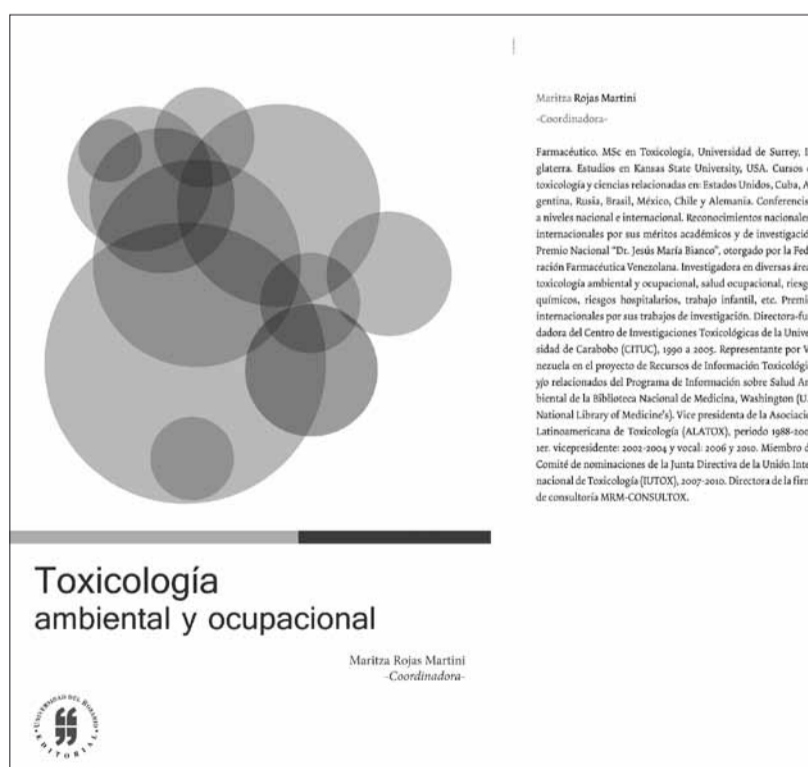 Toxicología
ambiental y ocupacional
Maritza Rojas Martini
-Coordinadora-
UNIVERSIDAD DEL ROSARIO
EDITORIAL
Maritza Rojas Martini
-Coordinadora-
Farmacéutico. MSc en Toxicología, Universidad de Surrey, I
glaterra. Estudios en Kansas State University, USA. Cursos
toxicología y ciencias relacionadas en: Estados Unidos, Cuba, A
gentina, Rusia, Brasil, México, Chile y Alemania. Conferencis
a niveles nacional e internacional. Reconocimientos nacionales
internacionales por sus méritos académicos y de investigació
Premio Nacional "Dr. Jesús María Bianco", otorgado por la Fed
ración Farmacéutica Venezolana. Investigadora en diversas área
toxicología ambiental y ocupacional, salud ocupacional, riesg
químicos, riesgos hospitalarios, trabajo infantil, etc. Premi
internacionales por sus trabajos de investigación. Directora-fu
dadora del Centro de Investigaciones Toxicológicas de la Unive
sidad de Carabobo (CITUC), 1990 a 2005. Representante por V
nezuela en el proyecto de Recursos de Información Toxicológi
y/o relacionados del Programa de Información sobre Salud Am
biental de la Biblioteca Nacional de Medicina, Washington (U.
National Library of Medicine's). Vice presidenta de la Asociació
Latinoamericana de Toxicología (ALATOX), periodo 1988-200
1er. vicepresidente: 2002-2004 y vocal: 2006 y 2010. Miembro d
Comité de nominaciones de la Junta Directiva de la Unión Inte
nacional de Toxicología (IUTOX), 2007-2010. Directora de la firm
de consultoría MRM-CONSULTOX.